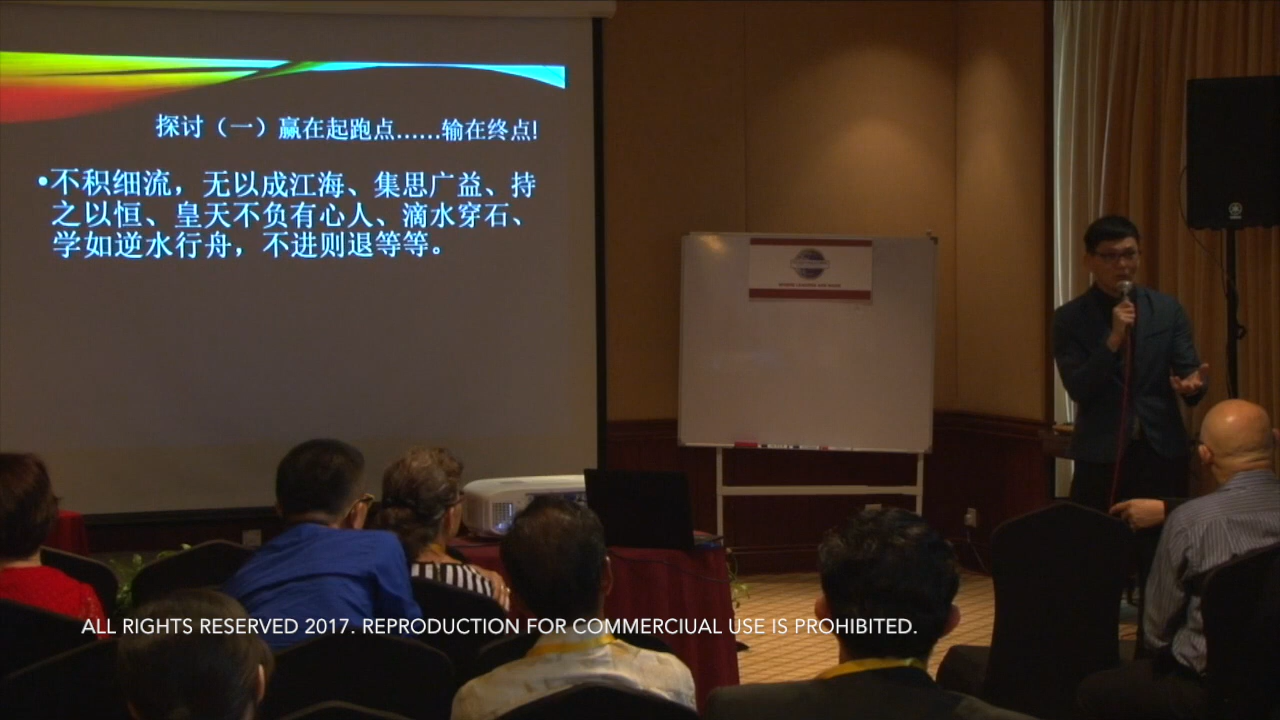 探讨（一）赢在起跑点......输在终点!
•不积细流，无以成江海、集思广益、持
之以恒、皇天不负有心人、滴水穿石、
学如逆水行舟，不进则退等等。
ALL RIGHTS RESERVED 2017. REPRODUCTION FOR COMMERCIUAL USE IS PROHIBITED.